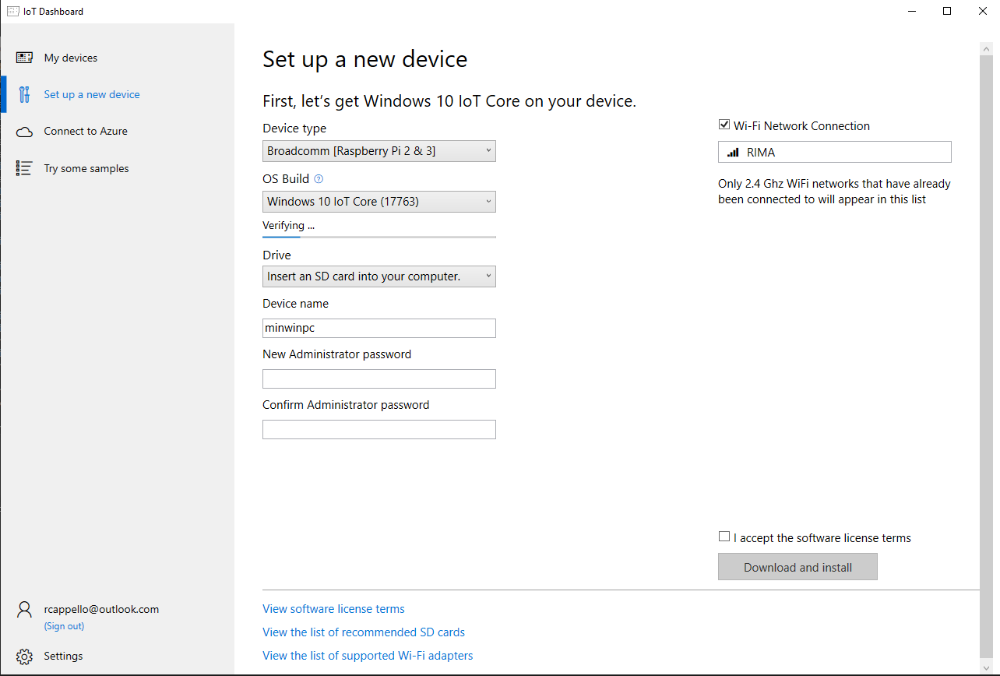 IoT Dashboard
My devices
Set up a new device
Connect to Azure
Try some samples
rcappello@outlook.com
(Sign out)
Settings
Set up a new device
First, let’s get Windows 10 IoT Core on your device.
Device type
Broadcomm [Raspberry Pi 2 & 3]
OS Build ?
Windows 10 IoT Core (17763)
Verifying ...
Drive
Insert an SD card into your computer.
Device name
minwinpc
New Administrator password
Confirm Administrator password
Wi-Fi Network Connection
RIMA
Only 2.4 Ghz WiFi networks that have already
been connected to will appear in this list
I accept the software license terms
Download and install
View software license terms
View the list of recommended SD cards
View the list of supported Wi-Fi adapters